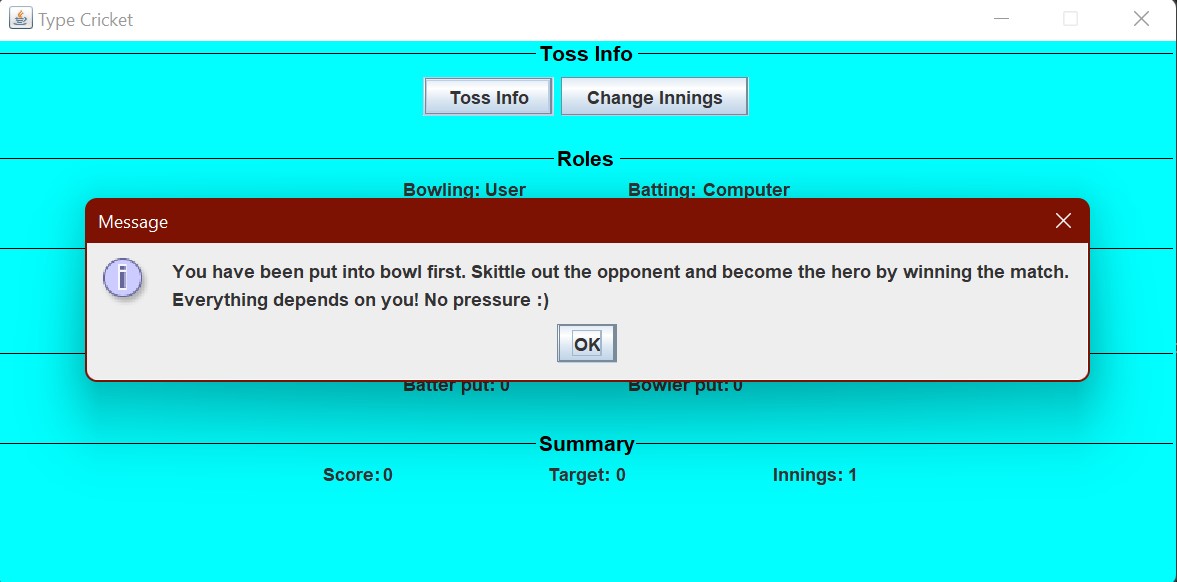 Type Cricket
Toss Info
Toss Info Change Innings
Roles
Bowling: User Batting: Computer
Message
You have been put into bowl first. Skittle out the opponent and become the hero by winning the match.
Everything depends on you! No pressure :)
OK
Batter put: 0 Bowler put: 0
Summary
Score: 0 Target: 0 Innings: 1